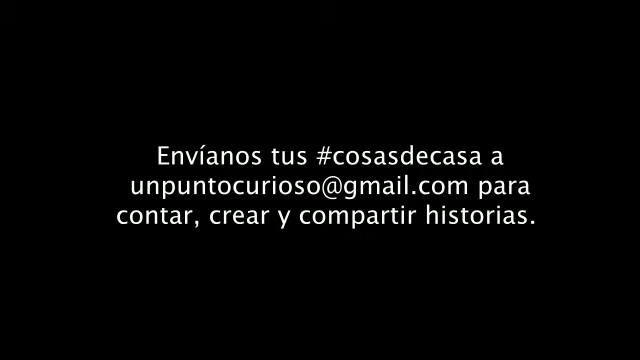 Envíanos tus #cosasdecasa a
unpuntocurioso@gmail.com para
contar, crear y compartir historias.